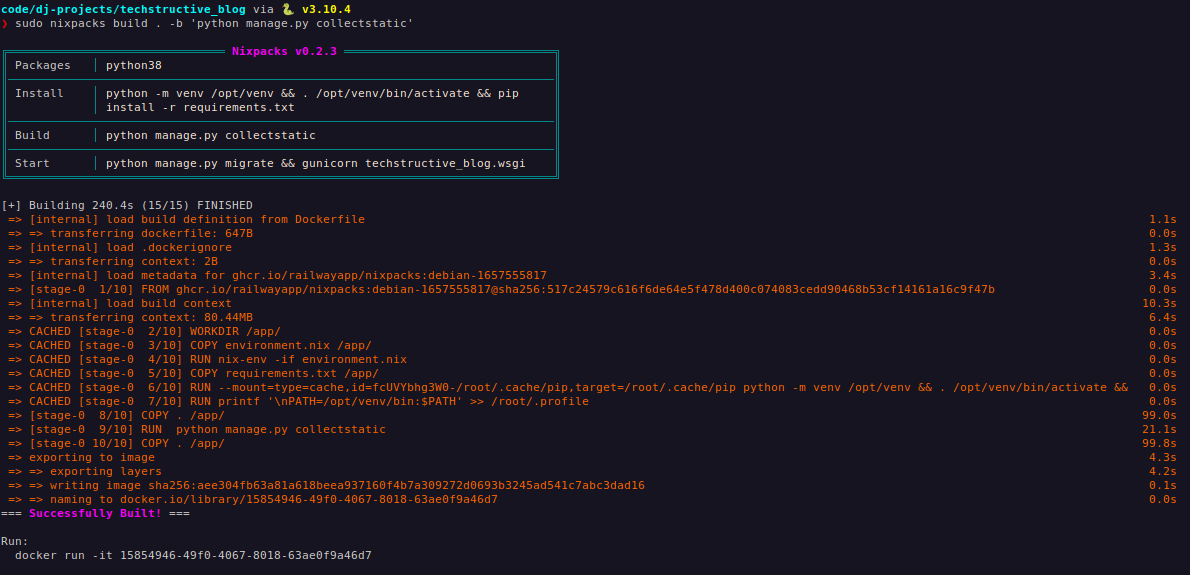 code/dj-projects/techstructive_blog via 🐍 v3.10.4
❯ sudo nixpacks build . -b 'python manage.py collectstatic'
Nixpacks v0.2.3
Packages | python38
Install | python -m venv /opt/venv && . /opt/venv/bin/activate && pip
| install -r requirements.txt
Build | python manage.py collectstatic
Start | python manage.py migrate && gunicorn techstructive_blog.wsgi
[+] Building 240.4s (15/15) FINISHED
=> [internal] load build definition from Dockerfile 1.1s
=> => transferring dockerfile: 647B 0.0s
=> [internal] load .dockerignore 1.3s
=> => transferring context: 2B 0.0s
=> [internal] load metadata for ghcr.io/railwayapp/nixpacks:debian-1657555817 3.4s
=> [stage-0  1/10] FROM ghcr.io/railwayapp/nixpacks:debian-1657555817@sha256:517c24579c616f6de64e5f478d400c074083cedd90468b53cf14161a16c9f47b 0.0s
=> [internal] load build context 10.3s
=> => transferring context: 80.44MB 6.4s
=> CACHED [stage-0  2/10] WORKDIR /app/ 0.0s
=> CACHED [stage-0  3/10] COPY environment.nix /app/ 0.0s
=> CACHED [stage-0  4/10] RUN nix-env -if environment.nix 0.0s
=> CACHED [stage-0  5/10] COPY requirements.txt /app/ 0.0s
=> CACHED [stage-0  6/10] RUN --mount=type=cache,id=fcUVYbhg3W0-/root/.cache/pip,target=/root/.cache/pip python -m venv /opt/venv && . /opt/venv/bin/activate && 0.0s
=> CACHED [stage-0  7/10] RUN printf '\nPATH=/opt/venv/bin:$PATH' >> /root/.profile 0.0s
=> [stage-0  8/10] COPY . /app/ 99.0s
=> [stage-0  9/10] RUN  python manage.py collectstatic 21.1s
=> [stage-0 10/10] COPY . /app/ 99.8s
=> exporting to image 4.3s
=> => exporting layers 4.2s
=> => writing image sha256:aee304fb63a81a618beea937160f4b7a309272d0693b3245ad541c7abc3dad16 0.1s
=> => naming to docker.io/library/15854946-49f0-4067-8018-63ae0f9a46d7 0.0s
=== Successfully Built! ===
Run:
docker run -it 15854946-49f0-4067-8018-63ae0f9a46d7